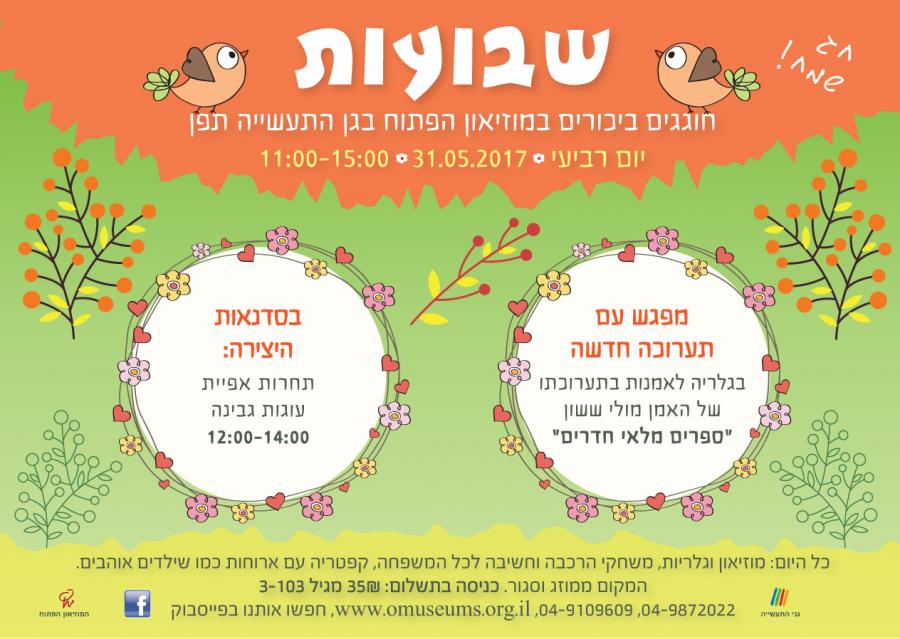 שבועות
חג
שמח!
חוגגים ביכורים במוזיאון הפתוח בגן התעשייה תפן
יום רביעי 31.05.2017 11:00-15:00
מפגש עם
תערוכה חדשה
בגלריה לאמנות בתערוכתו
של האמן מולי ששון
"ספרים מלאי חדרים"
בסדנאות
היצירה:
תחרות אפיית
עוגות גבינה
12:00-14:00
כל היום: מוזיאון וגלריות, משחקי הרכבה וחשיבה לכל המשפחה, קפטריה עם ארוחות כמו שילדים אוהבים.
המקום ממוזג וסגור. כניסה בתשלום: 35₪ מגיל 3-103
04-9872022, 04-9109609, www.omuseums.org.il, חפשו אותנו בפייסבוק
גני התעשייה
המוזיאון הפתוח